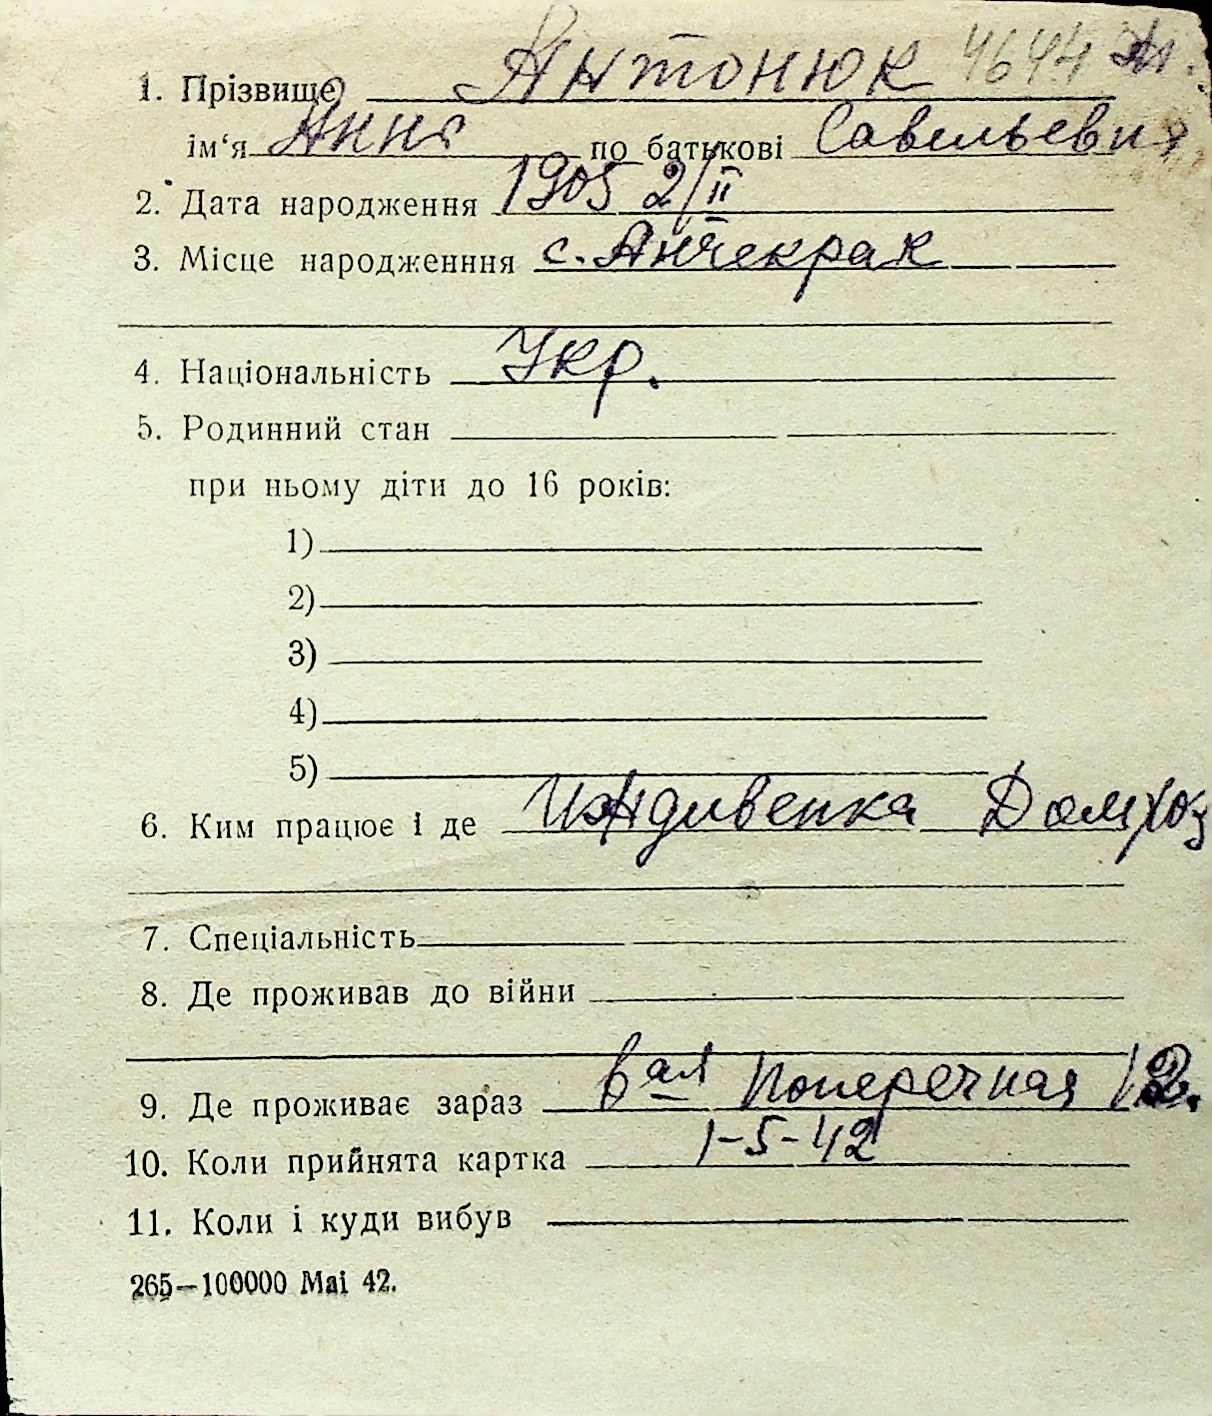 4644
1. Прізвище Антонюк
ім‘я Анна по батькові Савельевна
2. Дата народження 1905 2/II
3. Місце народженння с. Анчекрак
4. Національність Укр.
5. Родинний стан
при ньому діти до 16 років:
1)
2)
3)
4)
5)
6. Ким працює і де Иждивенка Домхоз
7. Спеціальність
8. Де проживав до війни
9. Де проживає зараз 6ая Поперечная 12.
10. Коли прийнята картка 1-5-42
11. Коли і куди вибув
265—100000 Mai 42.